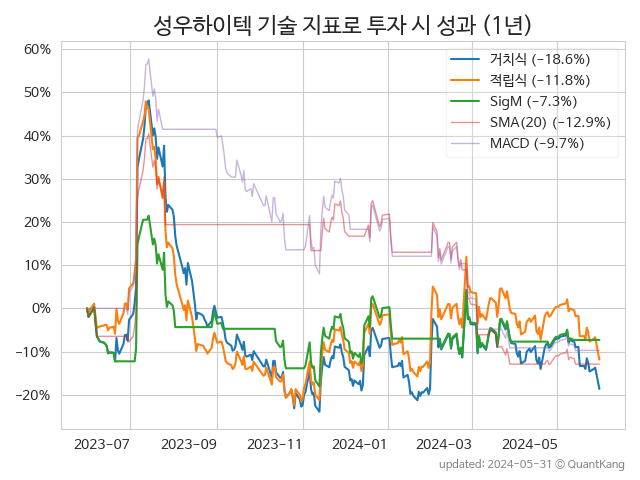 성우하이텍 기술 지표로 투자 시 성과 (1년)
거치식 (−18.6%)
적립식 (−11.8%)
SigM (−7.3%)
SMA(20) (−12.9%)
MACD (−9.7%)
60%
50%
40%
30%
20%
10%
0%
−10%
−20%
2023-07 2023-09 2023-11 2024-01 2024-03 2024-05
updated: 2024-05-31 ⓒ QuantKang